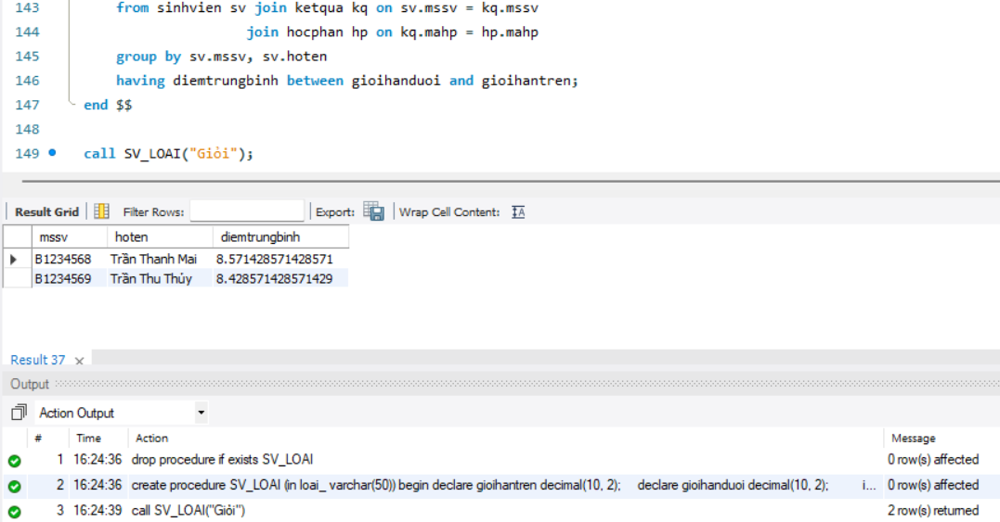 143 from sinhvien sv join ketqua kq on sv.mssv = kq.mssv
144 join hocphan hp on kq.mahp = hp.mahp
145 group by sv.mssv, sv.hoten
146 having diemtrungbinh between gioihanduoi and gioihantren;
147 end $$
148
149 call SV_LOAI("Giỏi");
Result Grid Filter Rows: Export: Wrap Cell Content: IA
mssv hoten diemtrungbinh
B1234568 Trần Thanh Mai 8.571428571428571
B1234569 Trần Thu Thủy 8.428571428571429
Result 37 x
Output
Action Output
# Time Action Message
1 16:24:36 drop procedure if exists SV_LOAI 0 row(s) affected
2 16:24:36 create procedure SV_LOAI (in loai_ varchar(50)) begin declare gioihantren decimal(10, 2); declare gioihanduoi decimal(10, 2); i... 0 row(s) affected
3 16:24:39 call SV_LOAI("Giỏi") 2 row(s) returned